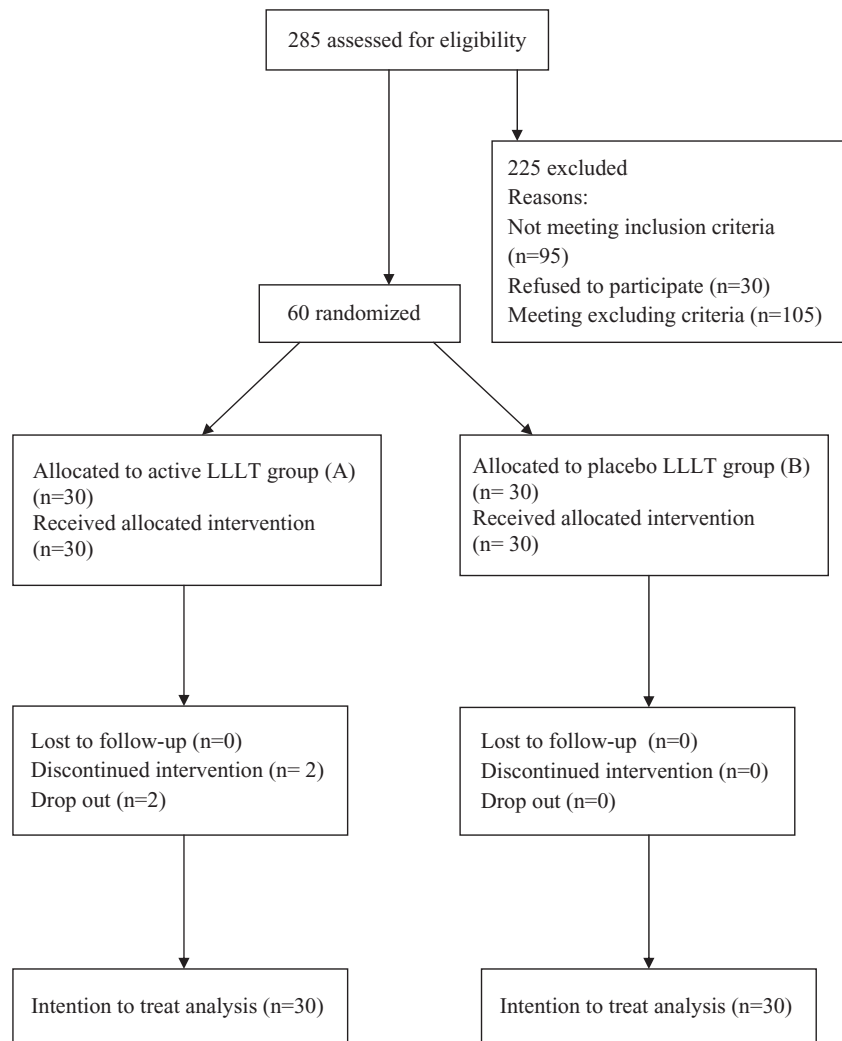 285 assessed for eligibility
225 excluded
Reasons:
Not meeting inclusion criteria
(n=95)
Refused to participate (n=30)
Meeting excluding criteria (n=105)
60 randomized
Allocated to active LLLT group (A)
(n=30)
Received allocated intervention
(n=30)
Allocated to placebo LLLT group (B)
(n= 30)
Received allocated intervention
(n= 30)
Lost to follow-up (n=0)
Discontinued intervention (n= 2)
Drop out (n=2)
Lost to follow-up (n=0)
Discontinued intervention (n=0)
Drop out (n=0)
Intention to treat analysis (n=30)
Intention to treat analysis (n=30)